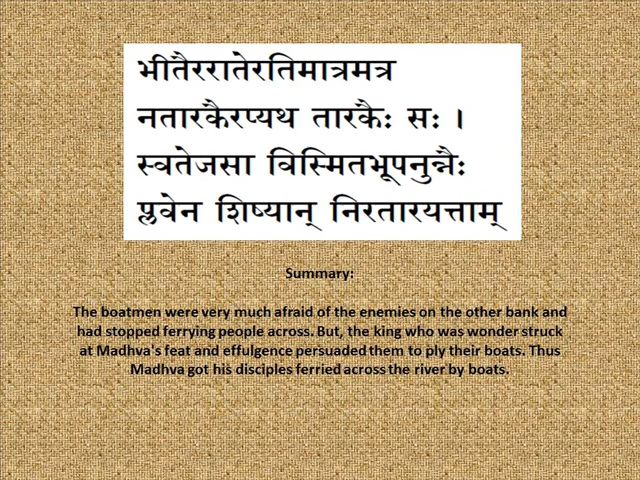 भीतैररातेरतिमात्रमत्र
नतारकैरप्यथ तारकैः सः ।
स्वतेजसा विस्मितभूपनुन्नैः
प्लवेन शिष्यान् निरतारयत्ताम्
Summary:
The boatmen were very much afraid of the enemies on the other bank and
had stopped ferrying people across. But, the king who was wonder struck
at Madhva's feat and effulgence persuaded them to ply their boats. Thus
Madhva got his disciples ferried across the river by boats.